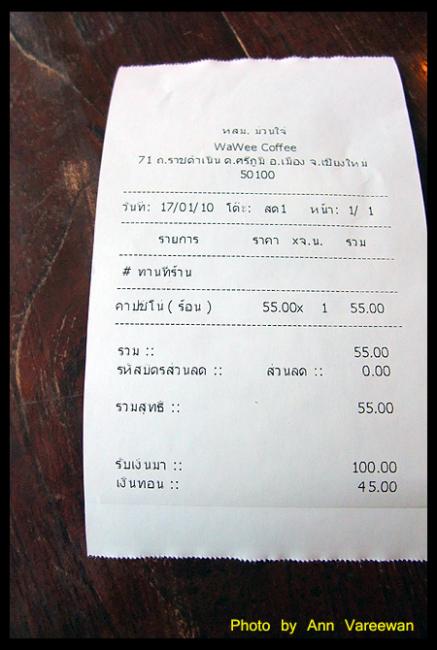 หสม. ม่วนใจ๋
WaWee Coffee
71 ถ.ราชดำเนิน ต.ศรีภูมิ อ.เมือง จ.เชียงใหม่
50100
วันที่: 17/01/10 โต๊ะ: สด1 หน้า: 1/ 1
รายการ ราคา xจ.น. รวม
# ทานที่ร้าน
คาปูชิโน่ ( ร้อน ) 55.00x 1 55.00
รวม :: 55.00
รหัสบัตรส่วนลด :: ส่วนลด :: 0.00
รวมสุทธิ :: 55.00
รับเงินมา :: 100.00
เงินทอน :: 45.00
Photo by Ann Vareewan